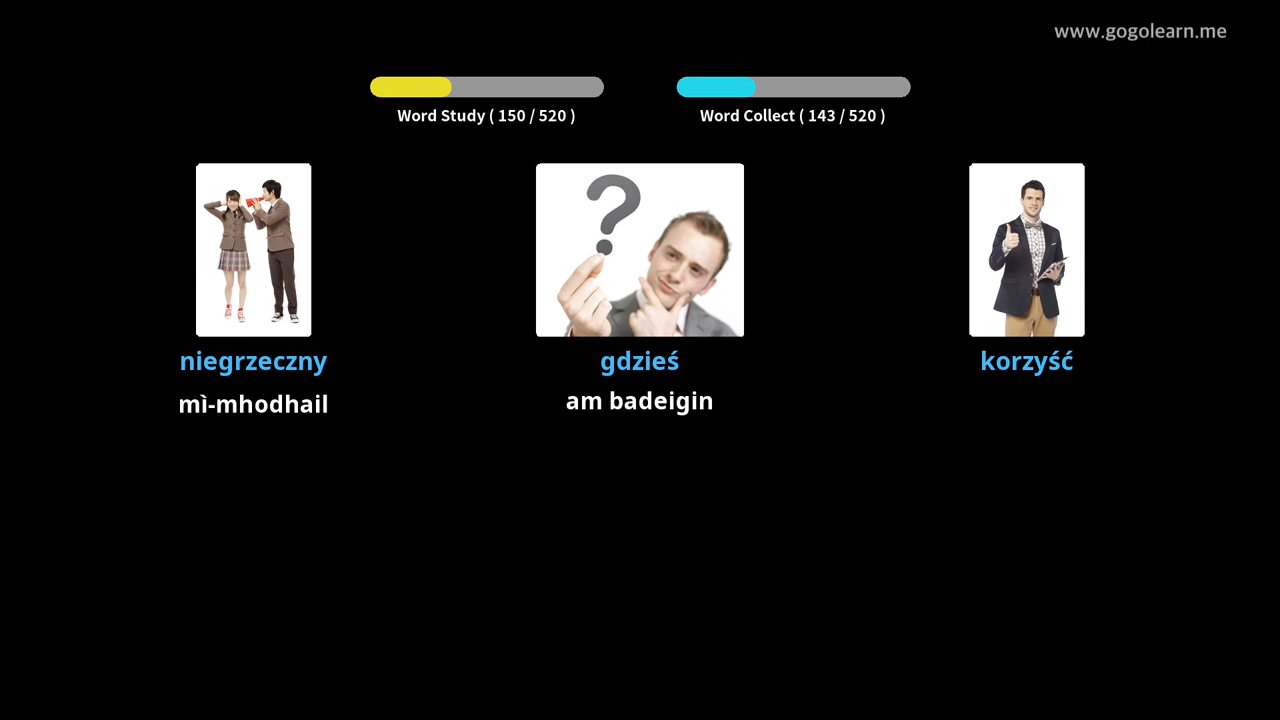 www.gogolearn.me
Word Study ( 150 / 520 )
Word Collect ( 143 / 520 )
niegrzeczny
mì-mhodhail
gdzieś
am badeigin
korzyść